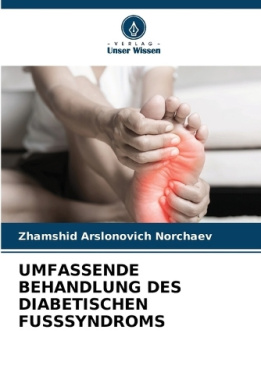 VERLAG
Unser Wissen
Zhamshid Arslonovich Norchaev
UMFASSENDE
BEHANDLUNG DES
DIABETISCHEN
FUSSSYNDROMS